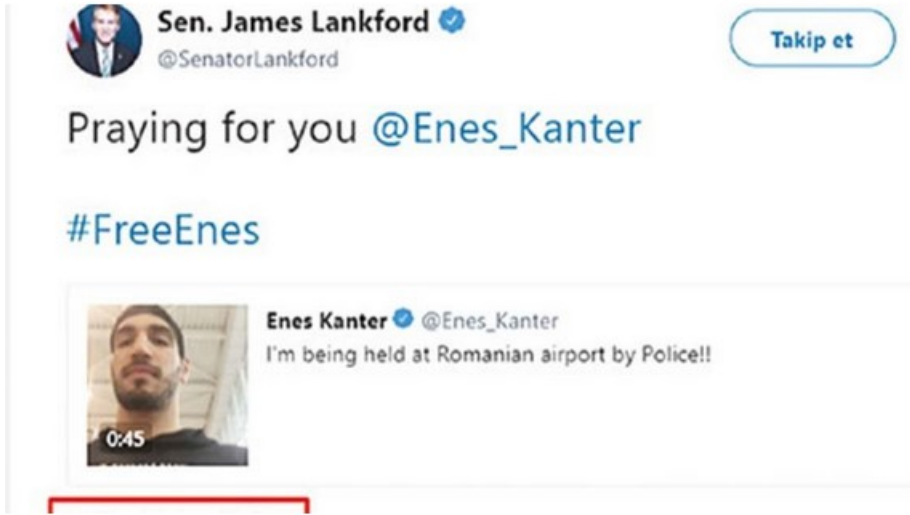 Sen. James Lankford
@SenatorLankford
Takip et
Praying for you @Enes_Kanter
#FreeEnes
Enes Kanter @Enes_Kanter
I'm being held at Romanian airport by Police!!
0:45